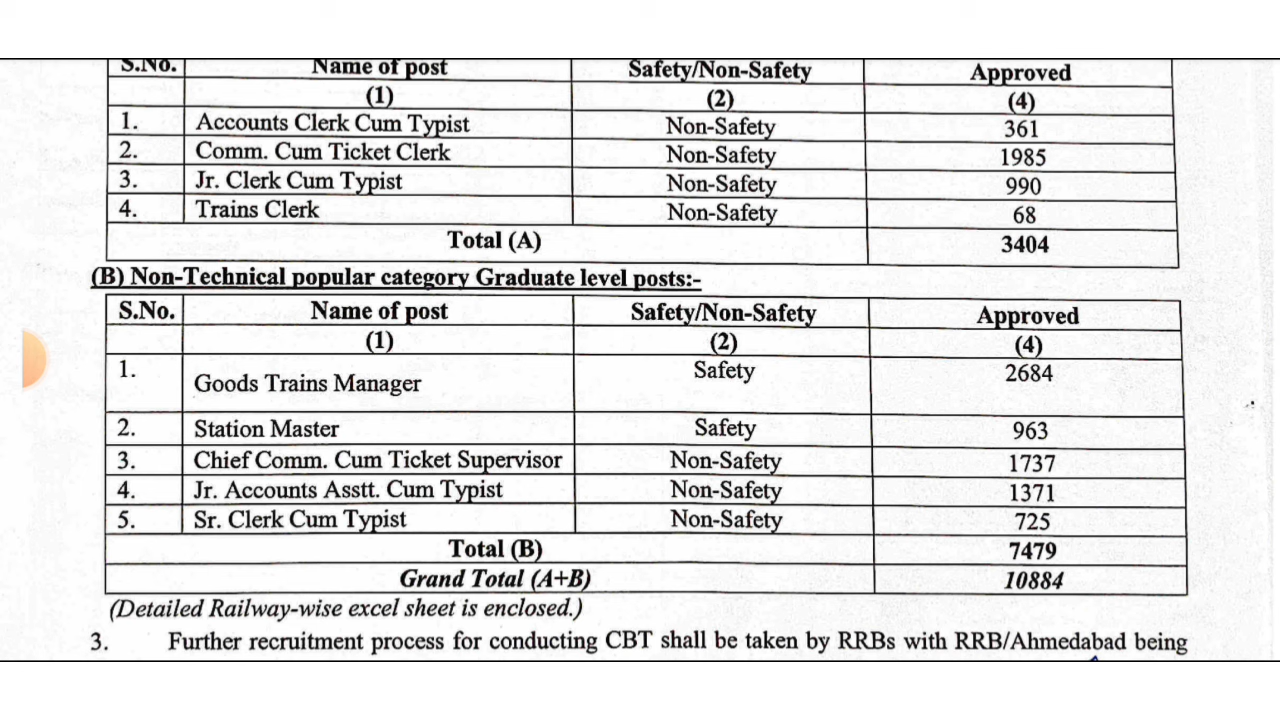 S.No. Name of post Safety/Non-Safety Approved
(1) (2) (4)
1. Accounts Clerk Cum Typist Non-Safety 361
2. Comm. Cum Ticket Clerk Non-Safety 1985
3. Jr. Clerk Cum Typist Non-Safety 990
4. Trains Clerk Non-Safety 68
Total (A) 3404
(B) Non-Technical popular category Graduate level posts:-
S.No. Name of post Safety/Non-Safety Approved
(1) (2) (4)
1. Goods Trains Manager Safety 2684
2. Station Master Safety 963
3. Chief Comm. Cum Ticket Supervisor Non-Safety 1737
4. Jr. Accounts Asstt. Cum Typist Non-Safety 1371
5. Sr. Clerk Cum Typist Non-Safety 725
Total (B) 7479
Grand Total (A+B) 10884
(Detailed Railway-wise excel sheet is enclosed.)
3. Further recruitment process for conducting CBT shall be taken by RRBs with RRB/Ahmedabad being